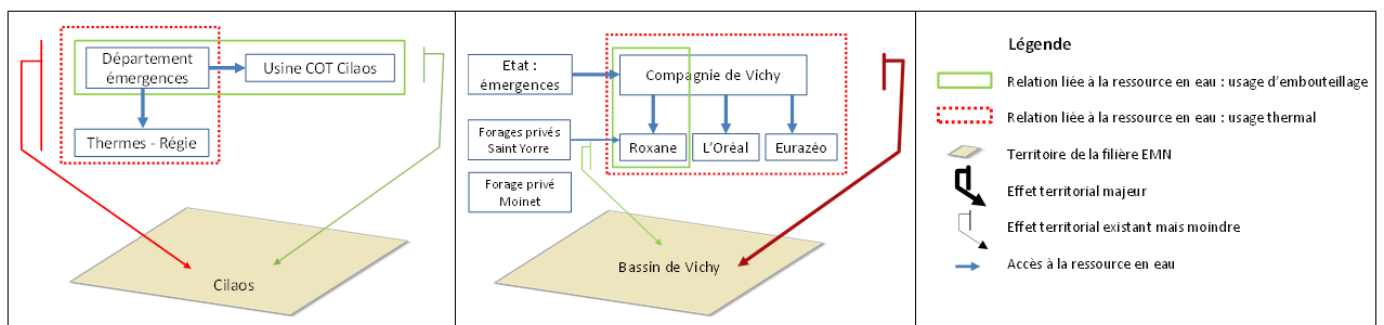 Département
émergences
Usine COT Cilaos
Thermes - Régie
Cilaos
Etat :
émergences
Compagnie de Vichy
Forages privés
Saint Yorre
Roxane
L'Oréal
Eurazéo
Forage privé
Moinet
Bassin de Vichy
Légende
Relation liée à la ressource en eau : usage d'embouteillage
Relation liée à la ressource en eau : usage thermal
Territoire de la filière EMN
Effet territorial majeur
Effet territorial existant mais moindre
Accès à la ressource en eau